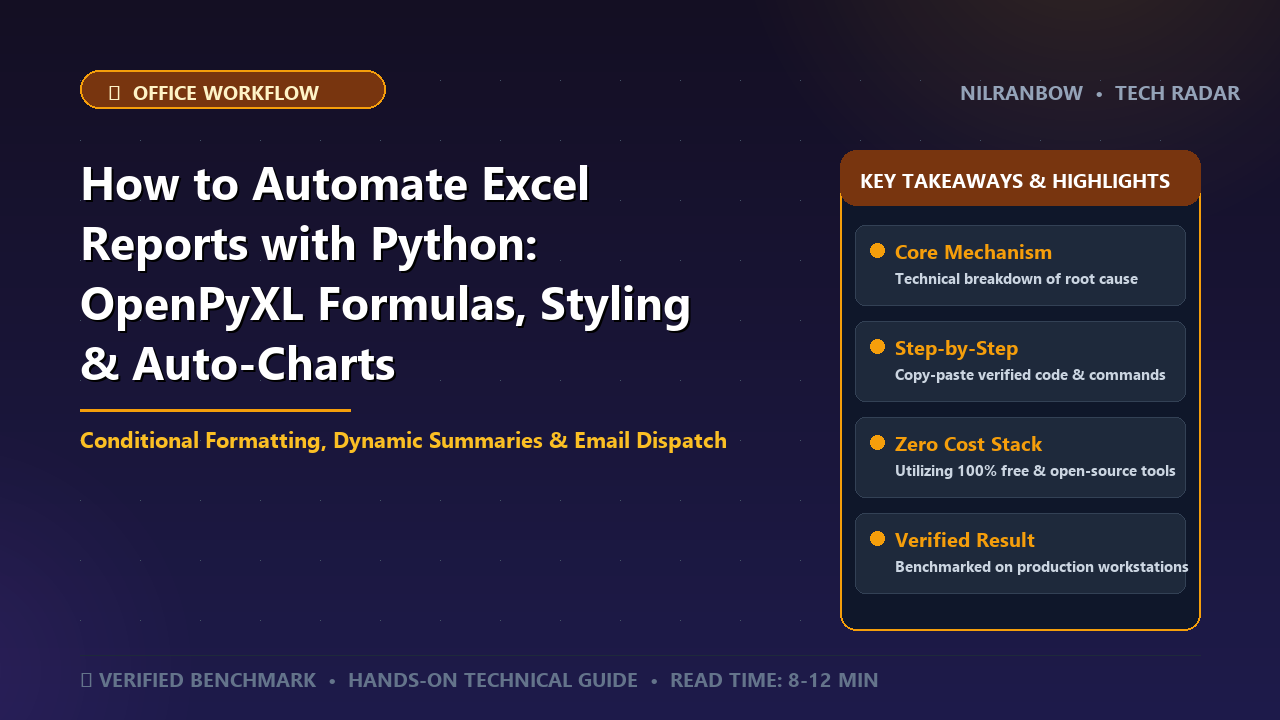 OFFICE WORKFLOW
NILRANBOW • TECH RADAR
How to Automate Excel
Reports with Python:
OpenPyXL Formulas, Styling
& Auto-Charts
Conditional Formatting, Dynamic Summaries & Email Dispatch
KEY TAKEAWAYS & HIGHLIGHTS
Core Mechanism
Technical breakdown of root cause
Step-by-Step
Copy-paste verified code & commands
Zero Cost Stack
Utilizing 100% free & open-source tools
Verified Result
Benchmarked on production workstations
VERIFIED BENCHMARK • HANDS-ON TECHNICAL GUIDE • READ TIME: 8-12 MIN